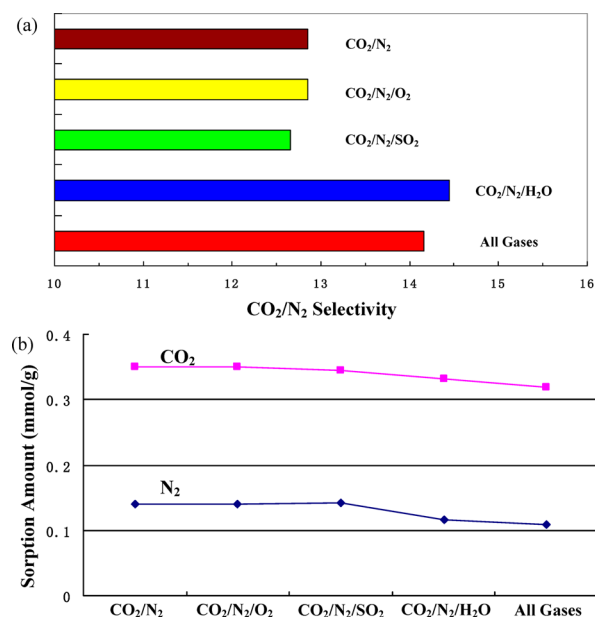 (a)
CO₂/N₂
CO₂/N₂/O₂
CO₂/N₂/SO₂
CO₂/N₂/H₂O
All Gases
10 11 12 13 14 15 16
CO₂/N₂ Selectivity
(b)
Sorption Amount (mmol/g)
0.4
0.3
0.2
0.1
0
CO₂
N₂
CO₂/N₂ CO₂/N₂/O₂ CO₂/N₂/SO₂ CO₂/N₂/H₂O All Gases